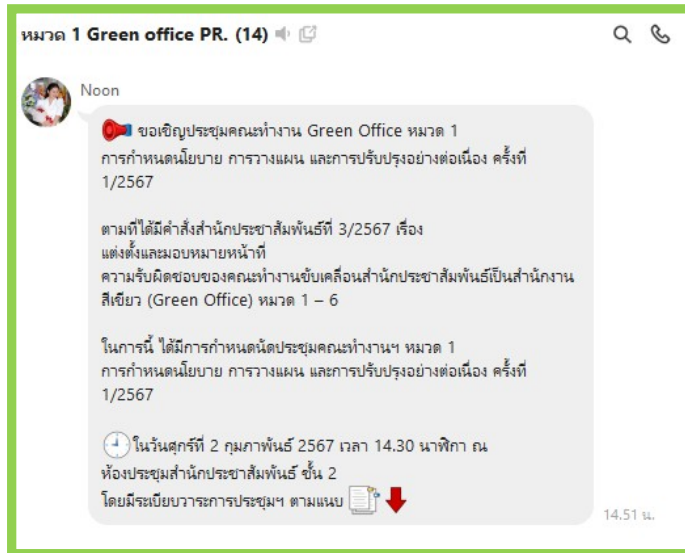 หมวด 1 Green office PR. (14)
Noon
ขอเชิญประชุมคณะทำงาน Green Office หมวด 1
การกำหนดนโยบาย การวางแผน และการปรับปรุงอย่างต่อเนื่อง ครั้งที่
1/2567
ตามที่ได้มีคำสั่งสำนักประชาสัมพันธ์ที่ 3/2567 เรื่อง
แต่งตั้งและมอบหมายหน้าที่
ความรับผิดชอบของคณะทำงานขับเคลื่อนสำนักประชาสัมพันธ์เป็นสำนักงาน
สีเขียว (Green Office) หมวด 1 – 6
ในการนี้ ได้มีการกำหนดนัดประชุมคณะทำงานฯ หมวด 1
การกำหนดนโยบาย การวางแผน และการปรับปรุงอย่างต่อเนื่อง ครั้งที่
1/2567
ในวันศุกร์ที่ 2 กุมภาพันธ์ 2567 เวลา 14.30 นาฬิกา ณ
ห้องประชุมสำนักประชาสัมพันธ์ ชั้น 2
โดยมีระเบียบวาระการประชุมฯ ตามแนบ
14.51 น.